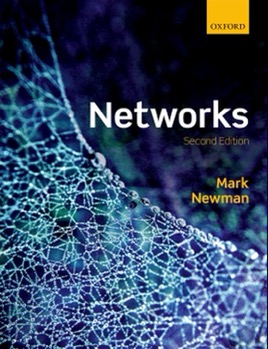 OXFORD
Networks
Second Edition
Mark
Newman